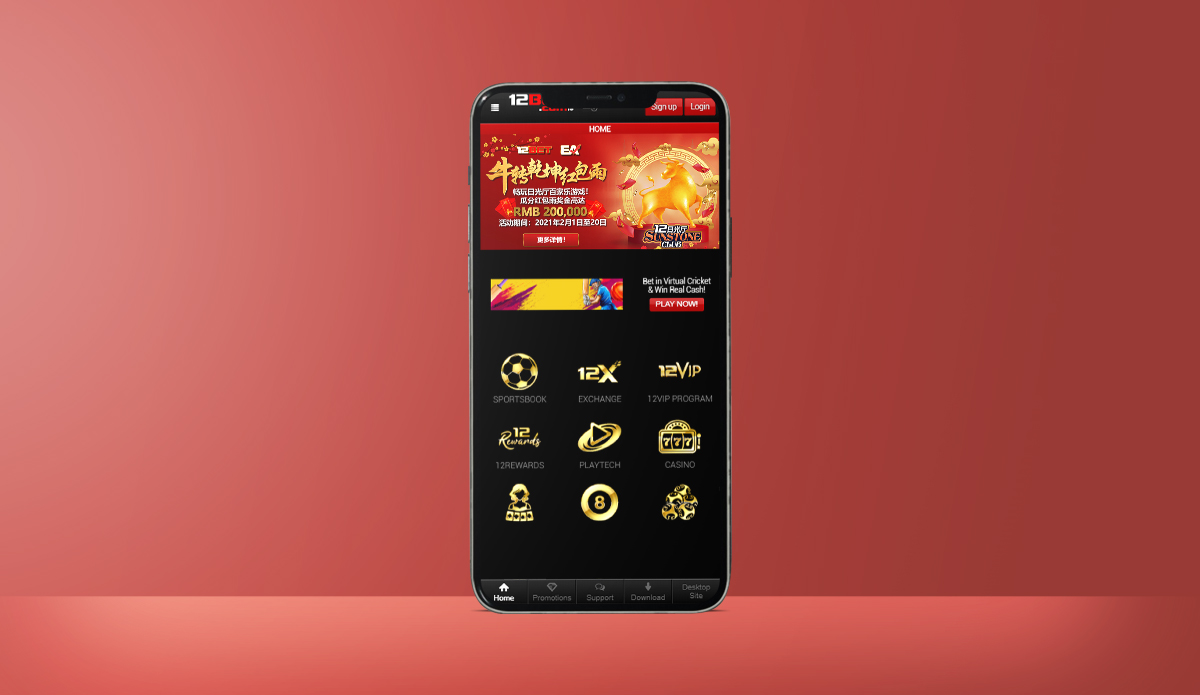 12B
Sign up
Login
HOME
12BET
牛转乾坤红包雨
畅玩日光厅百家乐游戏!
瓜分红包雨奖金高达
RMB 200,000
活动期间:2021年2月1日至20日
更多详情!
12日光厅
Bet in Virtual Cricket
& Win Real Cash!
PLAY NOW!
12X
12VIP
SPORTSBOOK
EXCHANGE
12VIP PROGRAM
12
Rewards
777
12REWARDS
PLAYTECH
CASINO
8
Home
Promotions
Support
Download
Desktop
Site